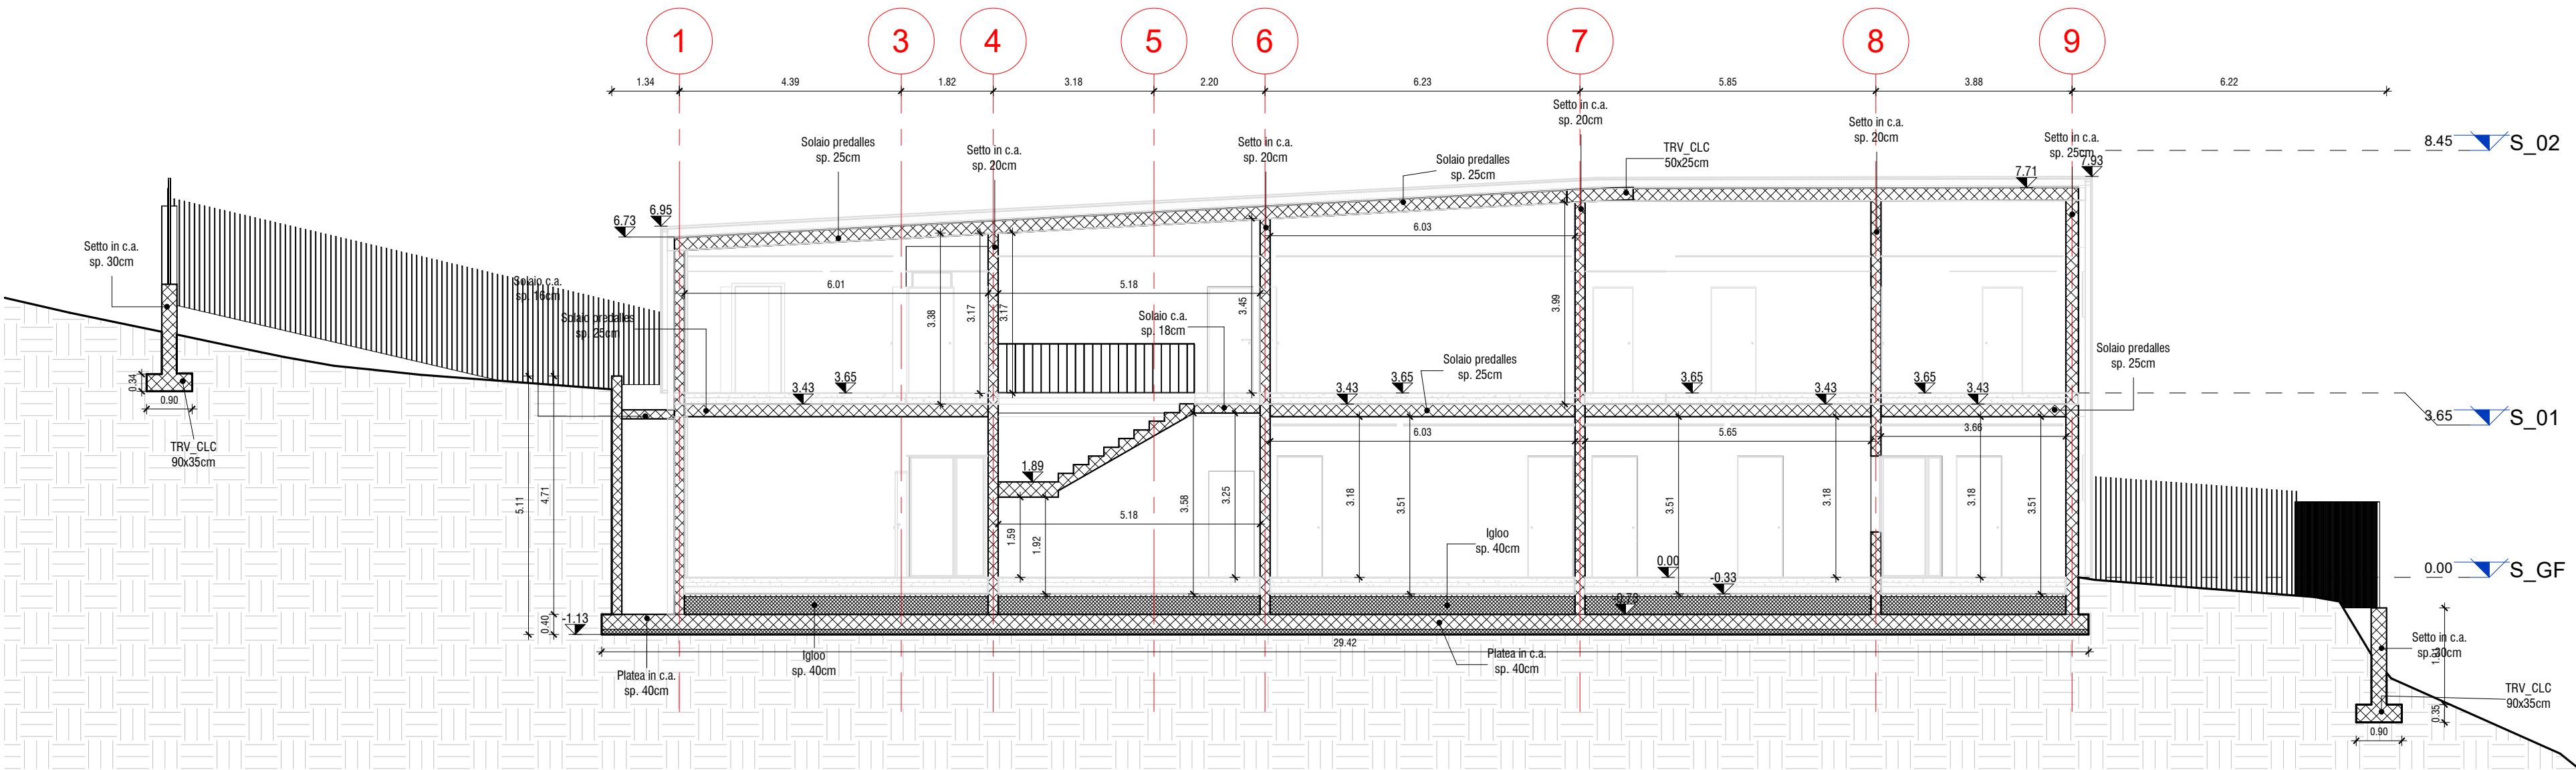 1 3 4 5 6 7 8 9
1.34 4.39 1.82 3.18 2.20 6.23 5.85 3.88 6.22
Setto in c.a.
sp. 20cm
Setto in c.a.
sp. 20cm
Setto in c.a.
sp. 25cm
8.45 S_02
Solaio predalles
sp. 25cm
Setto in c.a.
sp. 20cm
Setto in c.a.
sp. 20cm
Solaio predalles
sp. 25cm
TRV_CLC
50x25cm
7.93
7.71
6.95
6.73
Setto in c.a.
sp. 30cm
6.03
Solaio c.a.
sp. 16cm
6.01
5.18
3.38
3.17
3.17
3.45
3.99
Solaio predalles
sp. 25cm
Solaio c.a.
sp. 18cm
Solaio predalles
sp. 25cm
Solaio predalles
sp. 25cm
0.34
0.90
3.43 3.65 3.43 3.65 3.65 3.43 3.65 3.43
3.65 S_01
TRV_CLC
90x35cm
6.03 5.65 3.66
1.89
5.11
4.71
5.18
1.59
1.92
3.58
3.25
3.18
3.51
3.51
3.18
3.18
3.51
Igloo
sp. 40cm
0.00
-0.33
0.00 S_GF
-0.73
-1.13
0.40
29.42
Igloo
sp. 40cm
Platea in c.a.
sp. 40cm
Platea in c.a.
sp. 40cm
Setto in c.a.
sp. 30cm
TRV_CLC
90x35cm
0.35
0.90